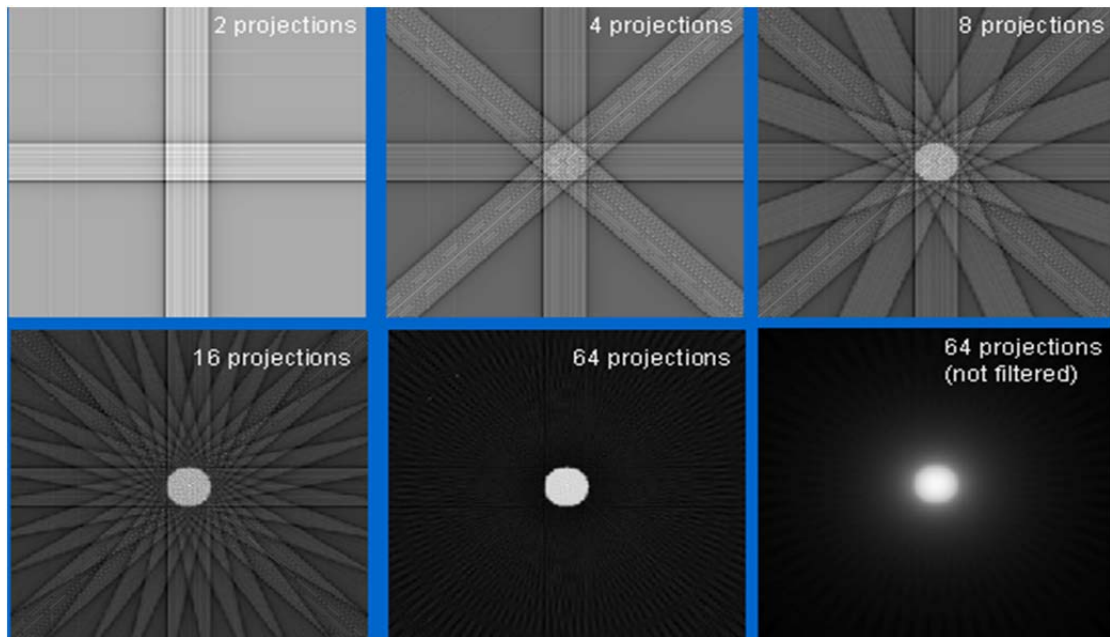 2 projections
4 projections
8 projections
16 projections
64 projections
64 projections
(not filtered)